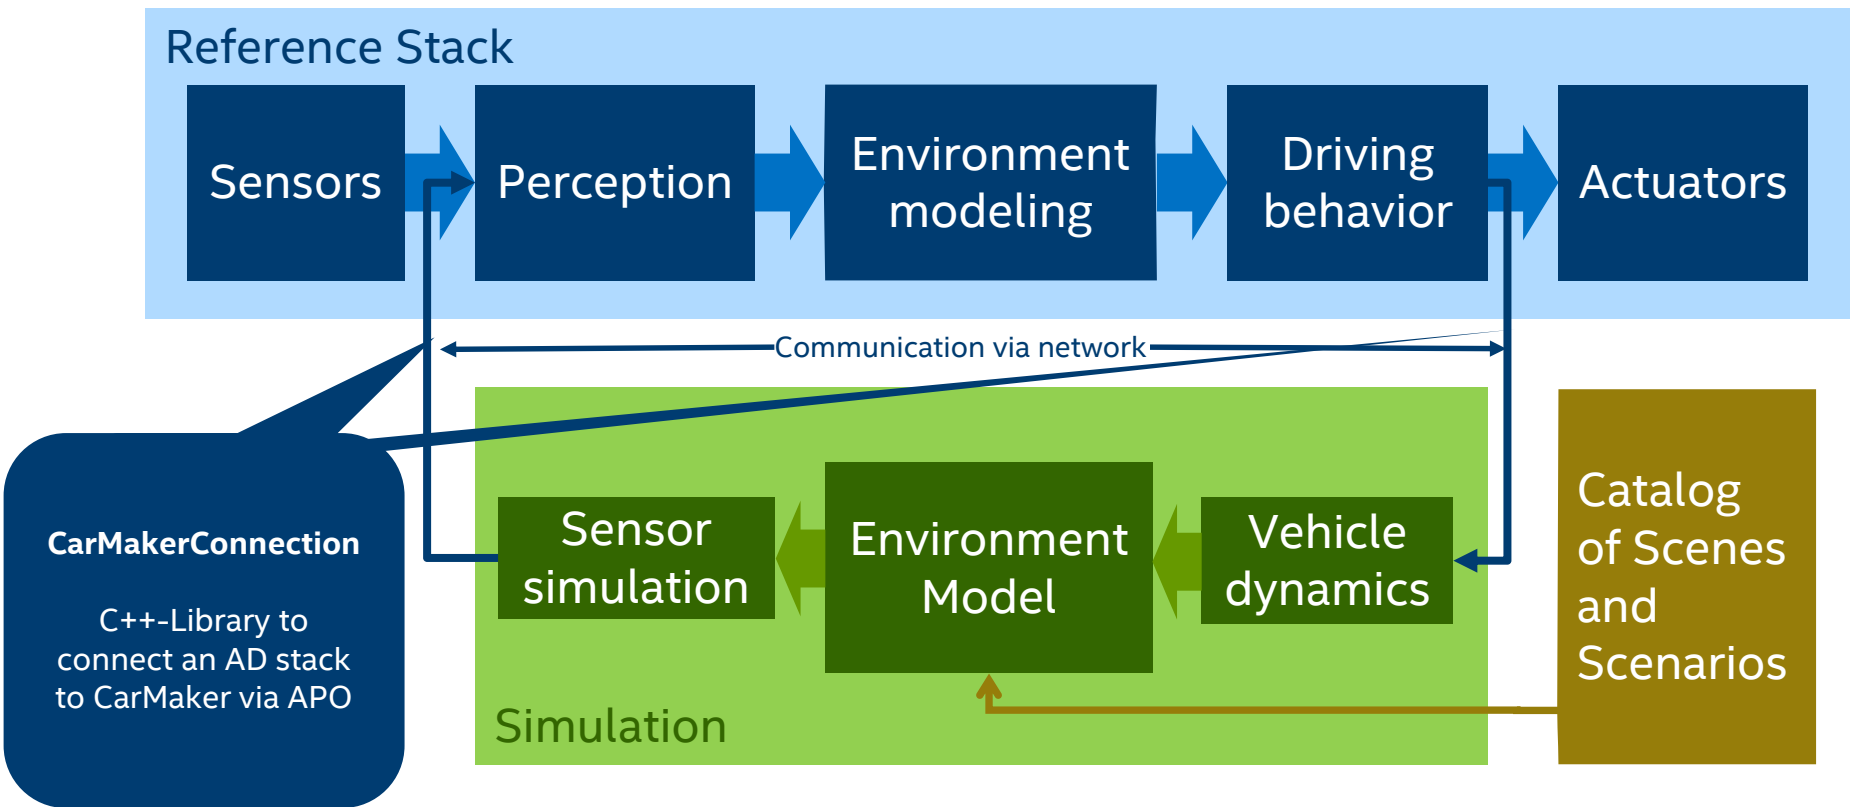 Reference Stack
Sensors
Perception
Environment
modeling
Driving
behavior
Actuators
Communication via network
CarMakerConnection
C++-Library to
connect an AD stack
to CarMaker via APO
Sensor
simulation
Environment
Model
Vehicle
dynamics
Simulation
Catalog
of Scenes
and
Scenarios